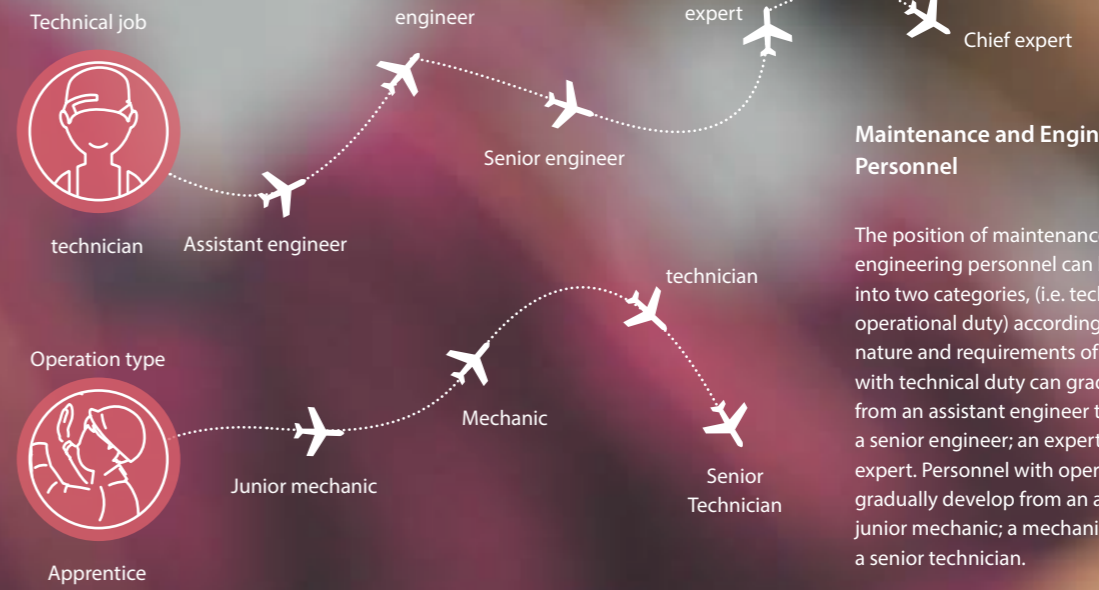 Technical job
engineer
expert
Chief expert
Senior engineer
technician
Assistant engineer
technician
Operation type
Mechanic
Junior mechanic
Senior
Technician
Apprentice
Maintenance and Engin
Personnel
The position of maintenance
engineering personnel can
into two categories, (i.e. tech
operational duty) according
nature and requirements of
with technical duty can grad
from an assistant engineer t
a senior engineer; an expert
expert. Personnel with oper
gradually develop from an a
junior mechanic; a mechani
a senior technician.